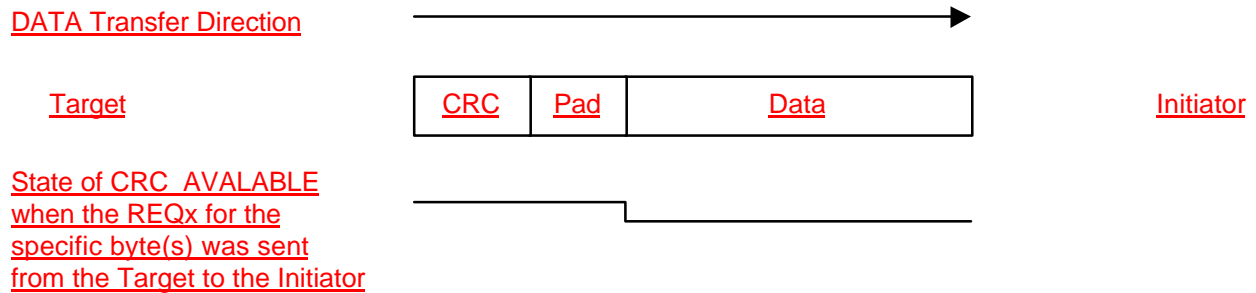 DATA Transfer Direction
Target
CRC
Pad
Data
Initiator
State of CRC_AVALABLE
when the REQx for the
specific byte(s) was sent
from the Target to the Initiator